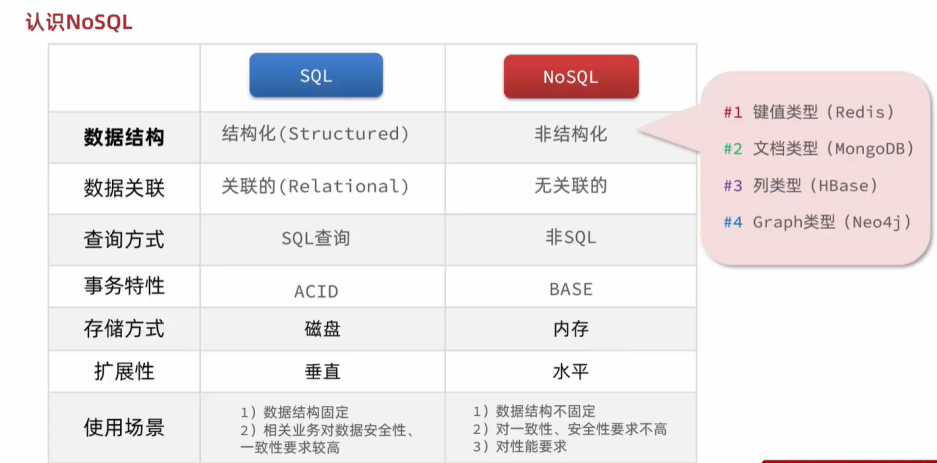 认识NoSQL
SQL
NoSQL
数据结构
结构化(Structured)
非结构化
#1 键值类型（Redis）
#2 文档类型（MongoDB）
#3 列类型（HBase）
#4 Graph类型（Neo4j）
数据关联
关联的(Relational)
无关联的
查询方式
SQL查询
非SQL
事务特性
ACID
BASE
存储方式
磁盘
内存
扩展性
垂直
水平
使用场景
1）数据结构固定
2）相关业务对数据安全性、
一致性要求较高
1）数据结构不固定
2）对一致性、安全性要求不高
3）对性能要求